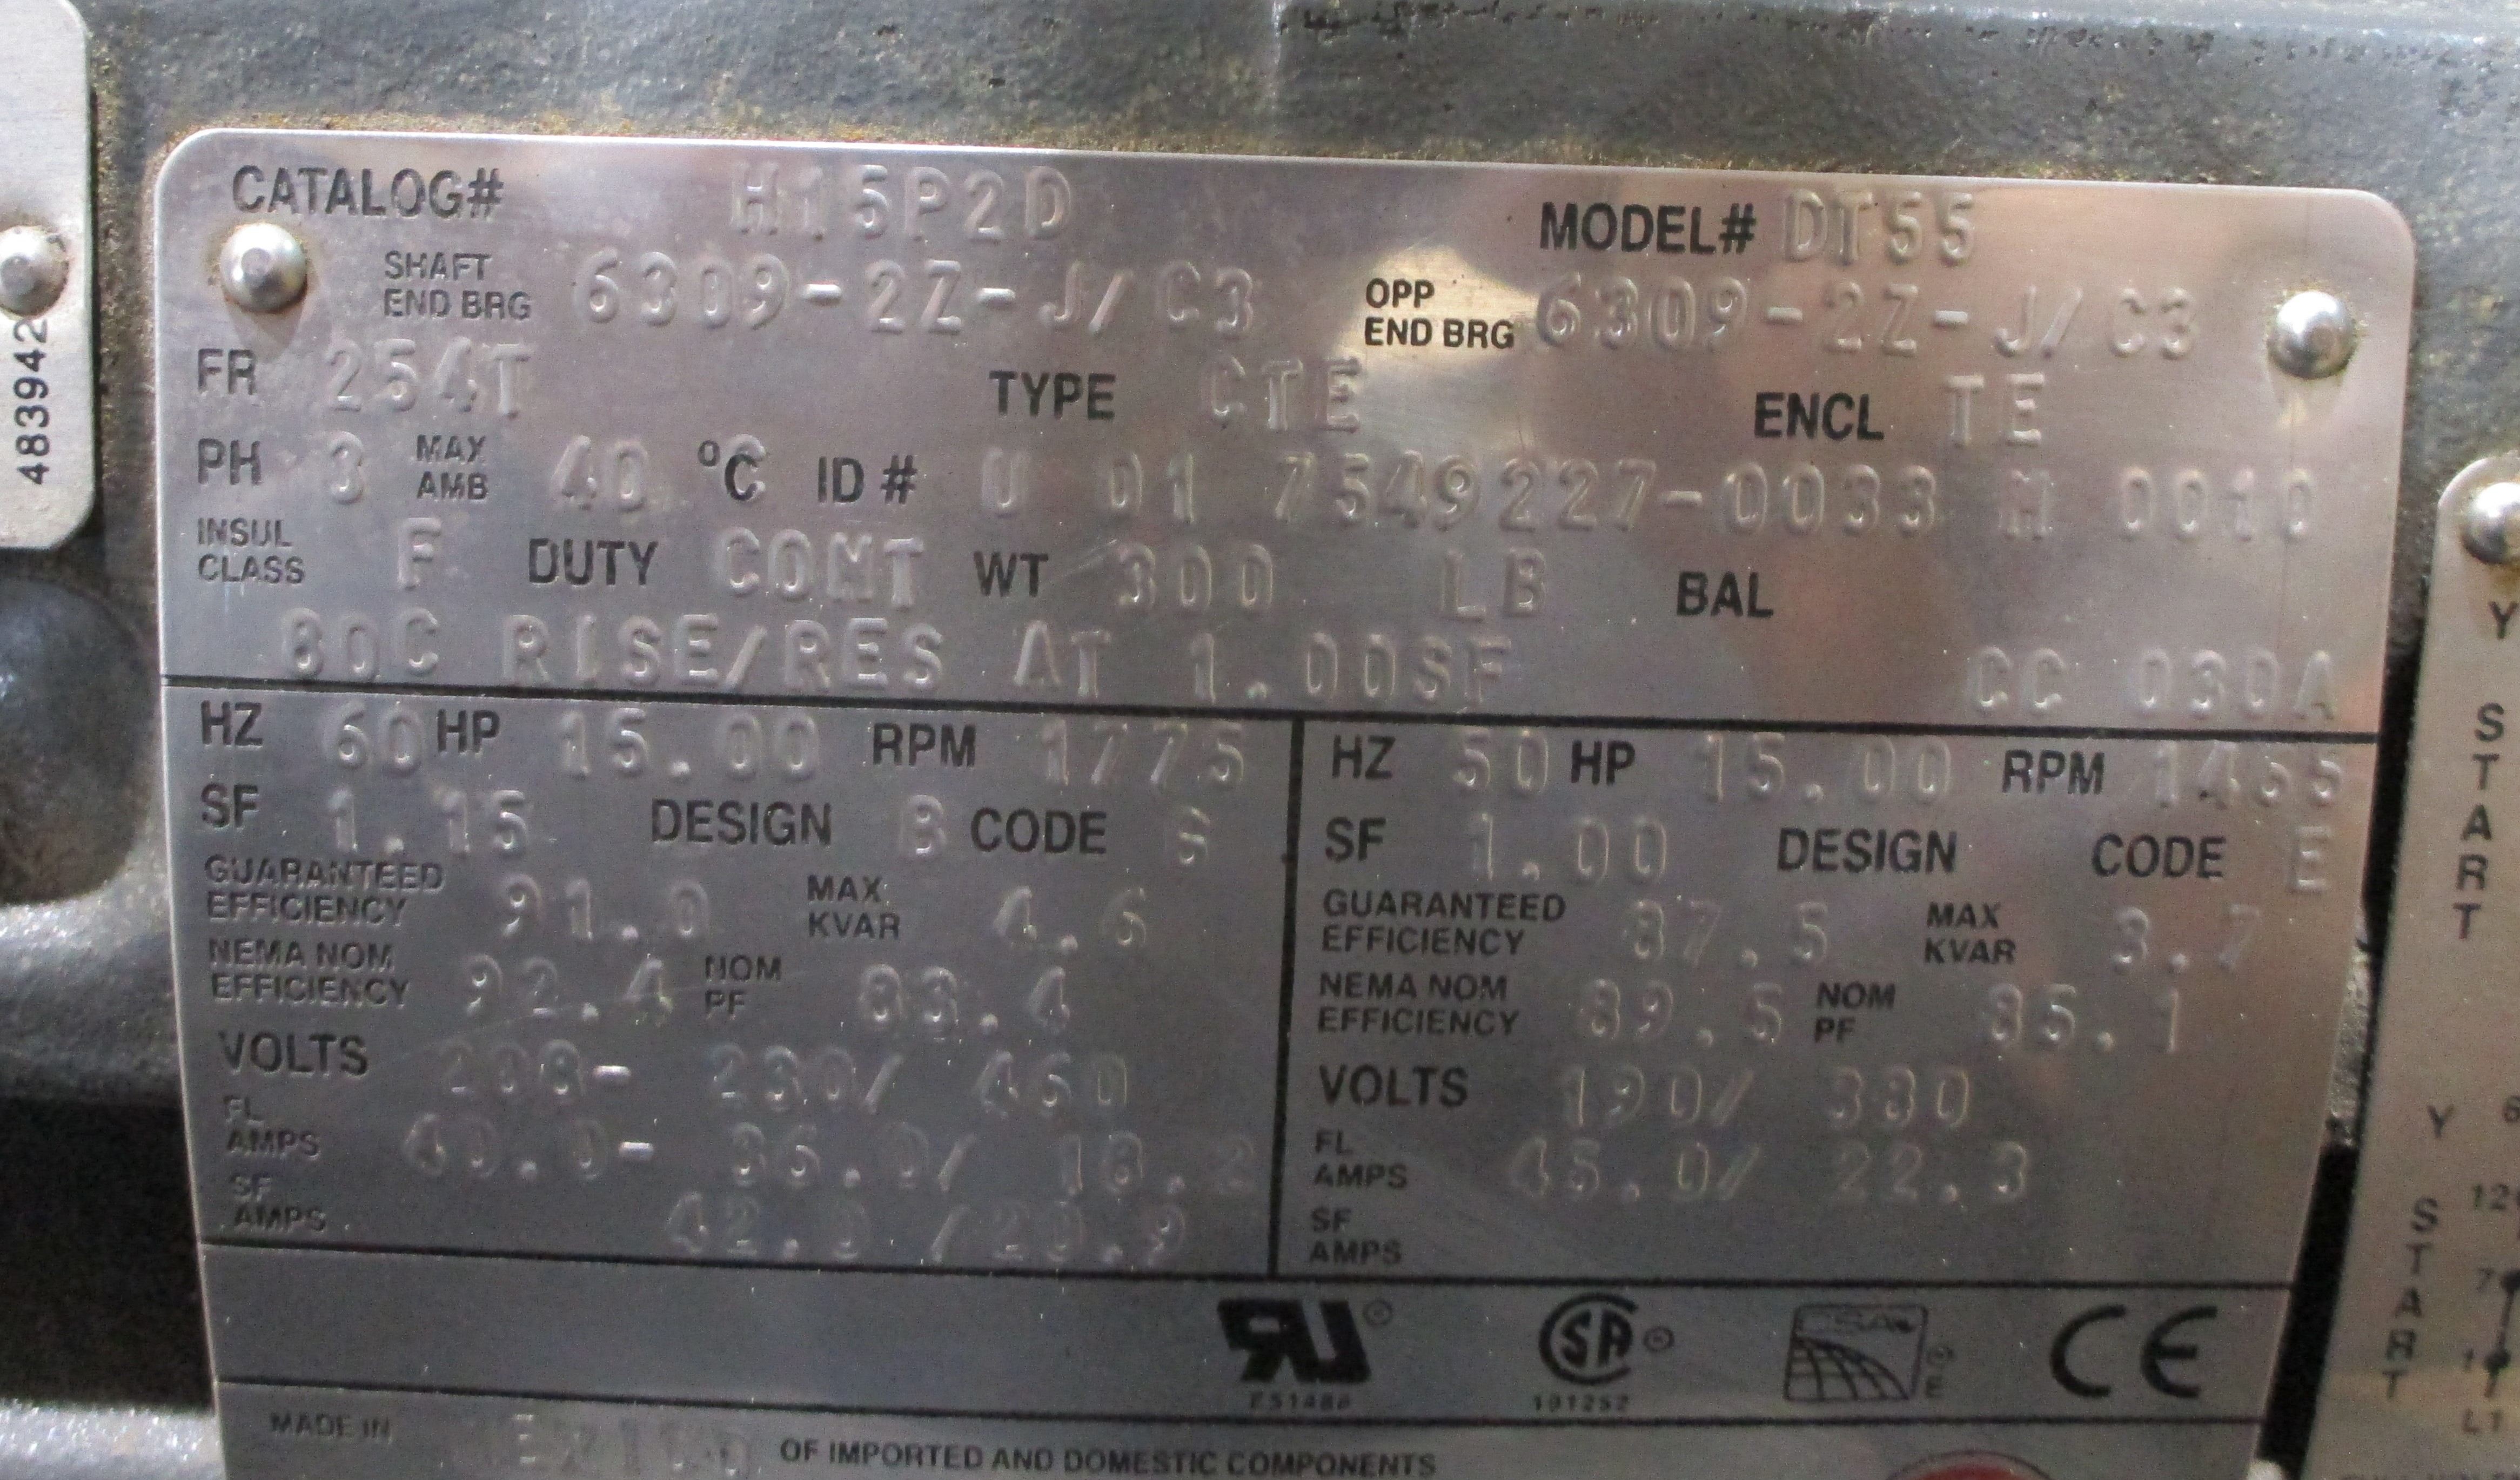 CATALOG# H15P2D MODEL# DT55
SHAFT END BRG 6309-2Z-J/C3 OPP END BRG 6309-2Z-J/C3
FR 254T TYPE CTE ENCL TE
PH 3 MAX AMB 40 °C ID# U 01 7549227-0033 M 0010
INSUL CLASS F DUTY CONT WT 300 LB BAL
80C RISE/RES AT 1.00SF CC 030A
HZ 60 HP 15.00 RPM 1775
SF 1.15 DESIGN B CODE G
GUARANTEED EFFICIENCY 91.0 MAX KVAR 4.6
NEMA NOM EFFICIENCY 92.4 NOM PF 83.4
VOLTS 208- 230/ 460
FL AMPS 40.0- 36.0/ 18.2
SF AMPS 42.0 /20.9
HZ 50 HP 15.00 RPM 1465
SF 1.00 DESIGN CODE E
GUARANTEED EFFICIENCY 87.5 MAX KVAR 3.7
NEMA NOM EFFICIENCY 89.5 NOM PF 85.1
VOLTS 190/ 380
FL AMPS 45.0/ 22.3
SF AMPS
191252
CE
MADE IN OF IMPORTED AND DOMESTIC COMPONENTS
483942
Y START
Y START
L1